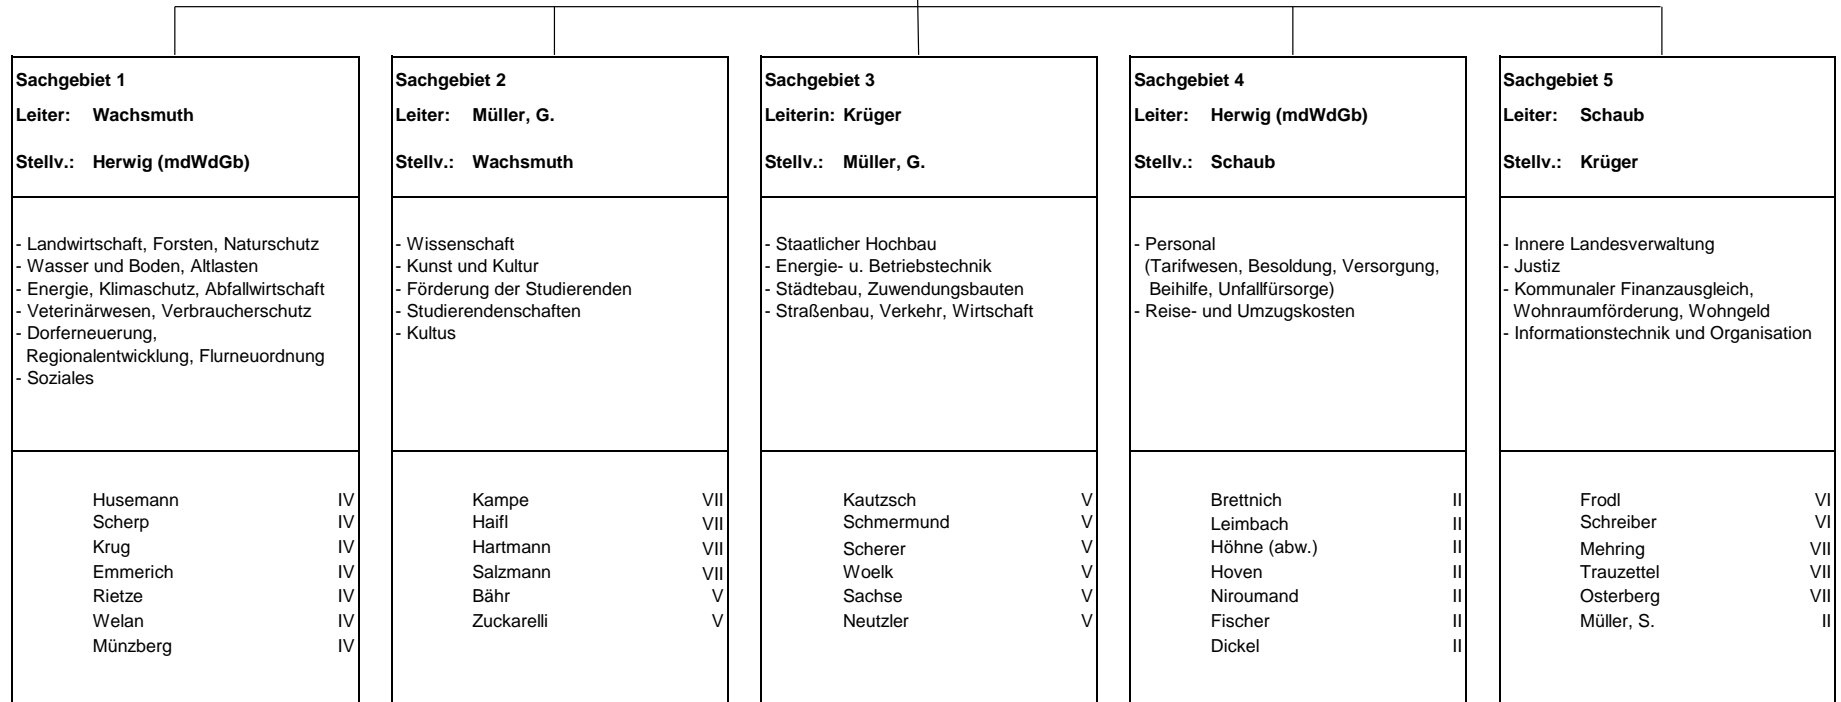 Sachgebiet 1
Leiter: Wachsmuth
Stellv.: Herwig (mdWdGb)
- Landwirtschaft, Forsten, Naturschutz
- Wasser und Boden, Altlasten
- Energie, Klimaschutz, Abfallwirtschaft
- Veterinärwesen, Verbraucherschutz
- Dorferneuerung,
Regionalentwicklung, Flurneuordnung
- Soziales
Husemann IV
Scherp IV
Krug IV
Emmerich IV
Rietze IV
Welan IV
Münzberg IV
Sachgebiet 2
Leiter: Müller, G.
Stellv.: Wachsmuth
- Wissenschaft
- Kunst und Kultur
- Förderung der Studierenden
- Studierendenschaften
- Kultus
Kampe VII
Haifl VII
Hartmann VII
Salzmann VII
Bähr V
Zuckarelli V
Sachgebiet 3
Leiterin: Krüger
Stellv.: Müller, G.
- Staatlicher Hochbau
- Energie- u. Betriebstechnik
- Städtebau, Zuwendungsbauten
- Straßenbau, Verkehr, Wirtschaft
Kautzsch V
Schmermund V
Scherer V
Woelk V
Sachse V
Neutzler V
Sachgebiet 4
Leiter: Herwig (mdWdGb)
Stellv.: Schaub
- Personal
(Tarifwesen, Besoldung, Versorgung,
Beihilfe, Unfallfürsorge)
- Reise- und Umzugskosten
Brettnich II
Leimbach II
Höhne (abw.) II
Hoven II
Niroumand II
Fischer II
Dickel II
Sachgebiet 5
Leiter: Schaub
Stellv.: Krüger
- Innere Landesverwaltung
- Justiz
- Kommunaler Finanzausgleich,
Wohnraumförderung, Wohngeld
- Informationstechnik und Organisation
Frodl VI
Schreiber VI
Mehring VII
Trauzettel VII
Osterberg VII
Müller, S. II